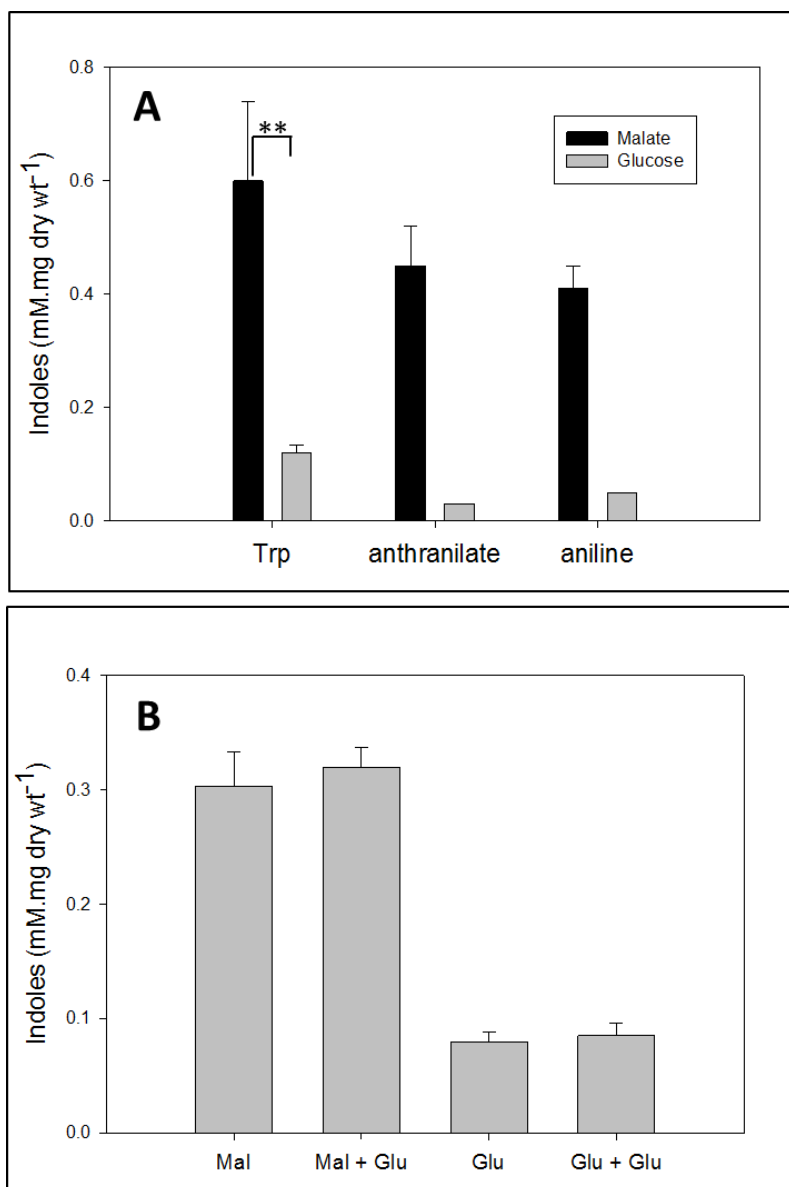 A
**
Malate
Glucose
Indoles (mM.mg dry wt⁻¹)
0.8
0.6
0.4
0.2
0.0
Trp anthranilate aniline
B
Indoles (mM.mg dry wt⁻¹)
0.4
0.3
0.2
0.1
0.0
Mal Mal + Glu Glu Glu + Glu